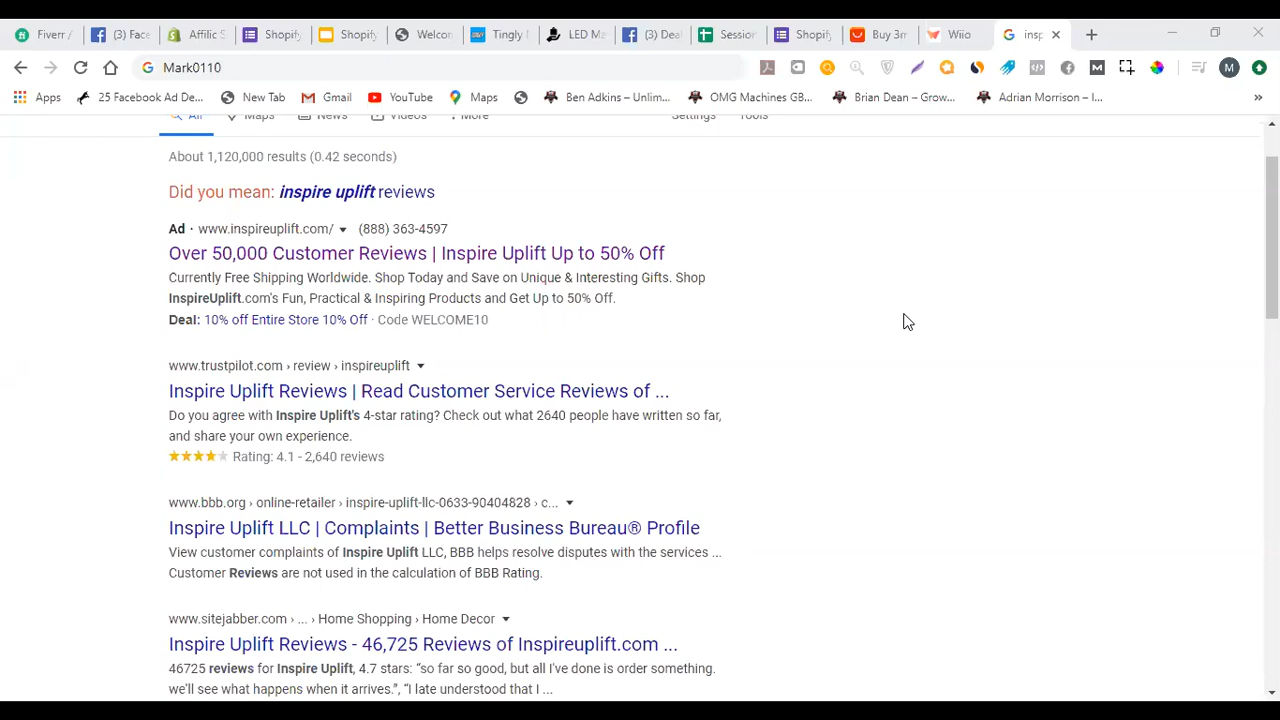 Fiverr /
(3) Face
Affilic S
Shopify
Shopify
Welcon
Tingly
LED Ma
(3) Deal
Session
Shopify
Buy 3m
Wiio
insp
Mark0110
M
M
Apps
25 Facebook Ad De...
New Tab
Gmail
YouTube
Maps
Ben Adkins – Unlim...
OMG Machines GB...
Brian Dean – Grow...
Adrian Morrison – I...
»
All
Maps
News
Videos
More
Settings
Tools
About 1,120,000 results (0.42 seconds)
Did you mean: inspire uplift reviews
Ad · www.inspireuplift.com/ (888) 363-4597
Over 50,000 Customer Reviews | Inspire Uplift Up to 50% Off
Currently Free Shipping Worldwide. Shop Today and Save on Unique & Interesting Gifts. Shop
InspireUplift.com's Fun, Practical & Inspiring Products and Get Up to 50% Off.
Deal: 10% off Entire Store 10% Off · Code WELCOME10
www.trustpilot.com › review › inspireuplift
Inspire Uplift Reviews | Read Customer Service Reviews of ...
Do you agree with Inspire Uplift's 4-star rating? Check out what 2640 people have written so far,
and share your own experience.
Rating: 4.1 - 2,640 reviews
www.bbb.org › online-retailer › inspire-uplift-llc-0633-90404828 › c...
Inspire Uplift LLC | Complaints | Better Business Bureau® Profile
View customer complaints of Inspire Uplift LLC, BBB helps resolve disputes with the services ...
Customer Reviews are not used in the calculation of BBB Rating.
www.sitejabber.com › ... › Home Shopping › Home Decor
Inspire Uplift Reviews - 46,725 Reviews of Inspireuplift.com ...
46725 reviews for Inspire Uplift, 4.7 stars: “so far so good, but all I've done is order something.
we'll see what happens when it arrives.”, “I late understood that I ...